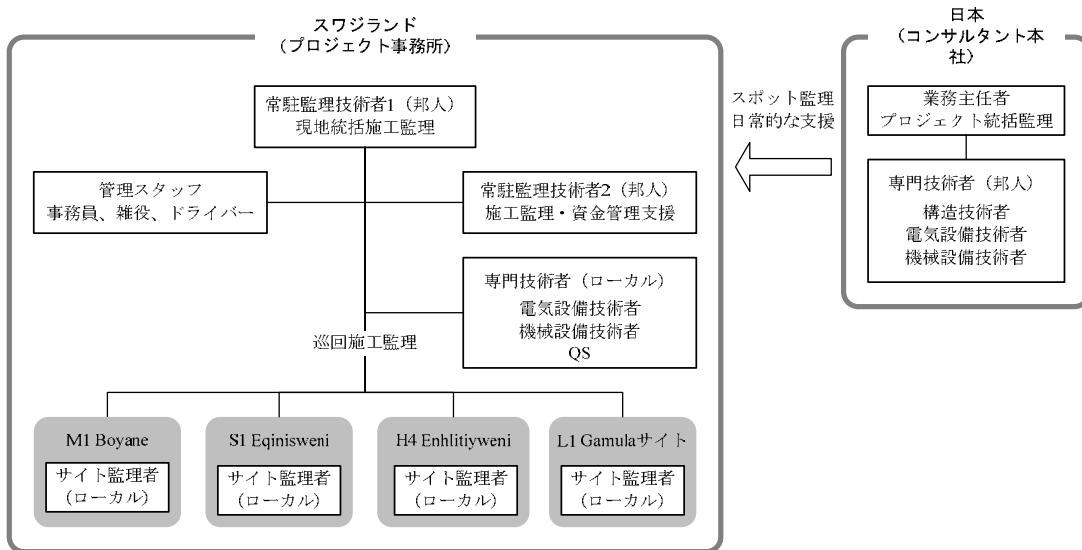 スワジランド
（プロジェクト事務所）
常駐監理技術者1（邦人）
現地統括施工監理
管理スタッフ
事務員、雑役、ドライバー
常駐監理技術者2（邦人）
施工監理・資金管理支援
専門技術者（ローカル）
電気設備技術者
機械設備技術者
QS
巡回施工監理
M1 Boyane
サイト監理者
（ローカル）
S1 Eqinisweni
サイト監理者
（ローカル）
H4 Enhlitiyweni
サイト監理者
（ローカル）
L1 Gamulaサイト
サイト監理者
（ローカル）
スポット監理
日常的な支援
日本
（コンサルタント本
社）
業務主任者
プロジェクト統括監理
専門技術者（邦人）
構造技術者
電気設備技術者
機械設備技術者